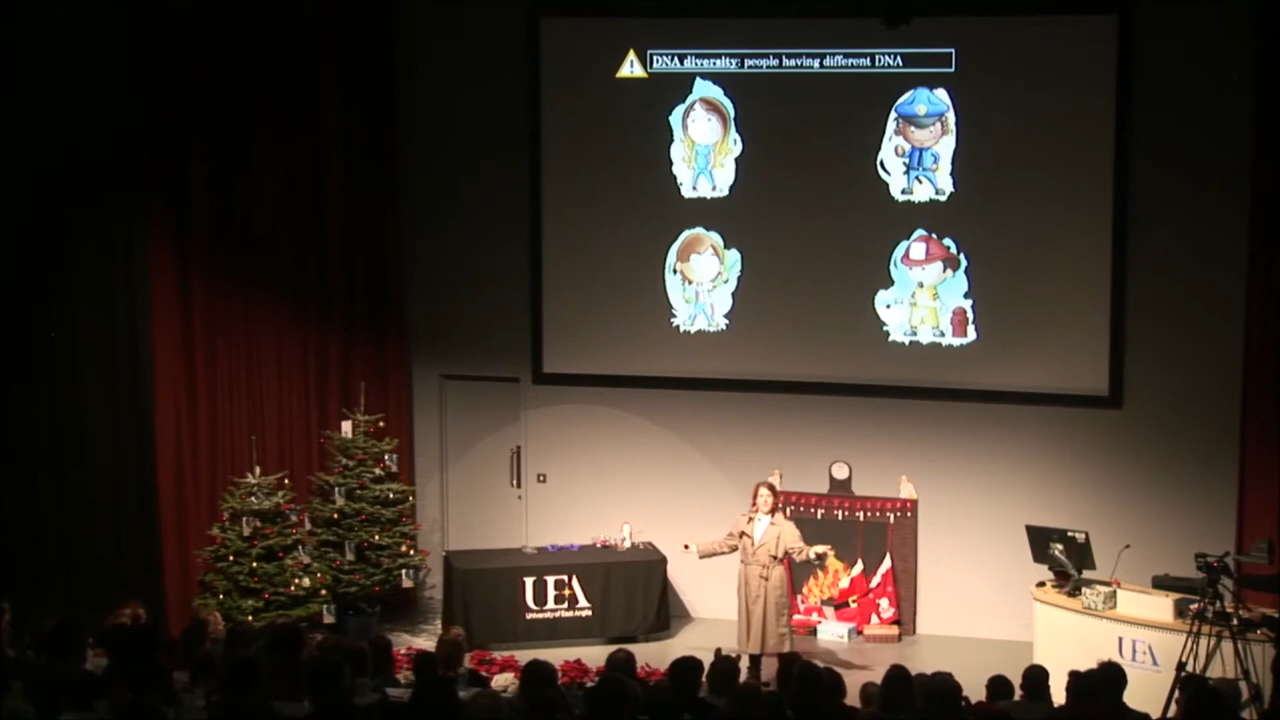 DNA diversity: people having different DNA
UEA
University of East Anglia
UEA